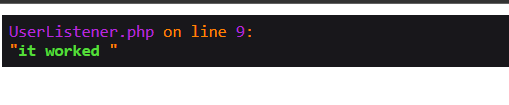 UserListener.php on line 9:
"it worked "